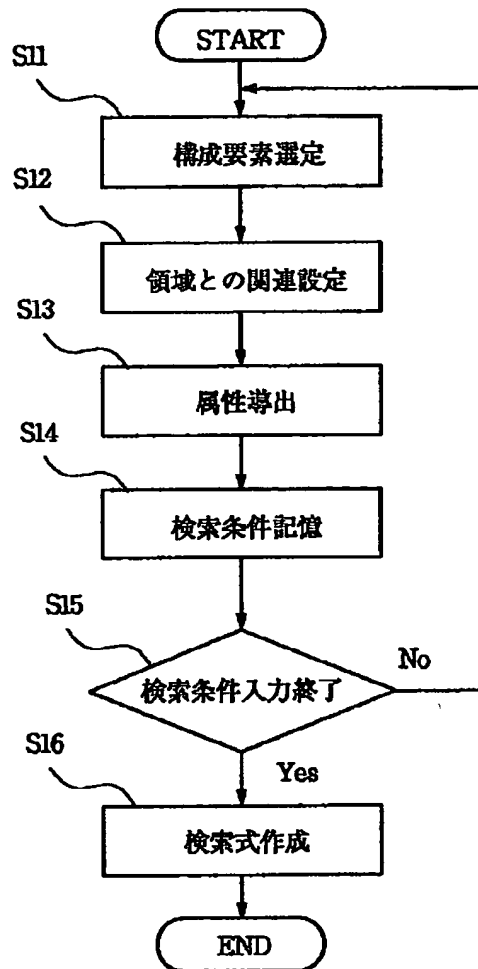 START
S11
構成要素選定
S12
領域との関連設定
S13
属性導出
S14
検索条件記憶
S15
検索条件入力終了
No
Yes
S16
検索式作成
END